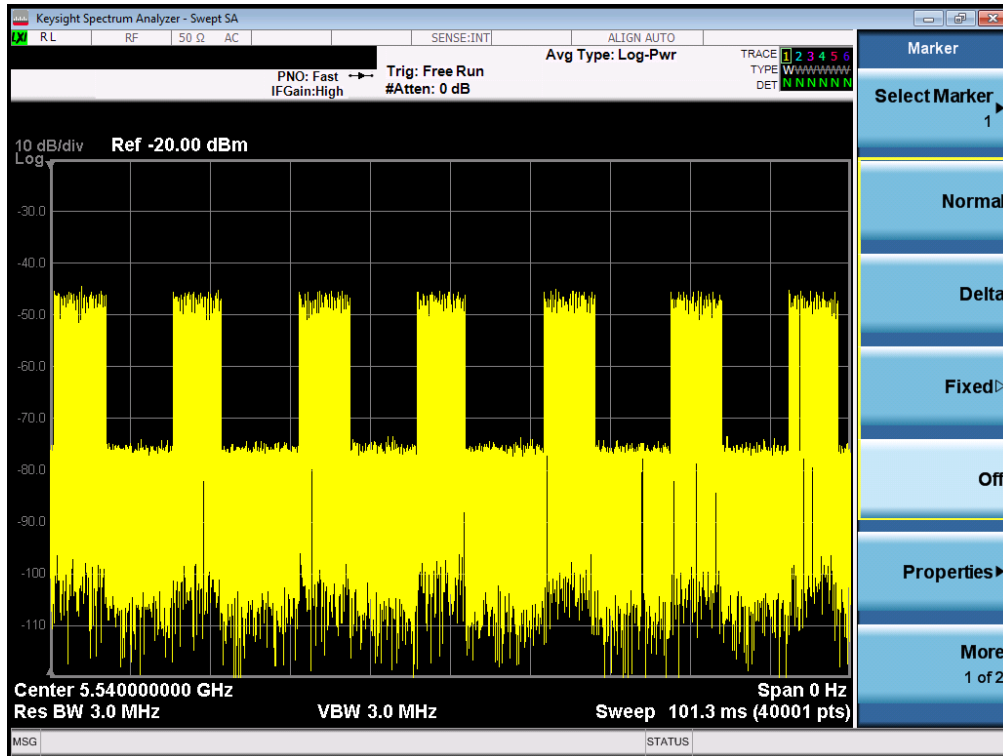 Keysight Spectrum Analyzer - Swept SA
LXI RL RF 50 Ω AC SENSE:INT ALIGN AUTO
Marker
PNO: Fast
IFGain:High
Trig: Free Run
#Atten: 0 dB
Avg Type: Log-Pwr
TRACE 1 2 3 4 5 6
TYPE WWWWWW
DET N N N N N N
Select Marker
1
10 dB/div Ref -20.00 dBm
Log
-30.0
-40.0
-50.0
-60.0
-70.0
-80.0
-90.0
-100
-110
Normal
Delta
Fixed
Off
Properties
More
1 of 2
Center 5.540000000 GHz Span 0 Hz
Res BW 3.0 MHz VBW 3.0 MHz Sweep 101.3 ms (40001 pts)
MSG STATUS